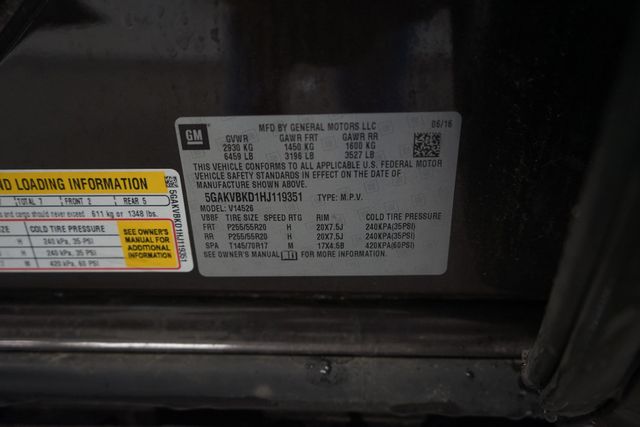 GM
MFD BY GENERAL MOTORS LLC 06/16
GVWR GAWR FRT GAWR RR
2930 KG 1450 KG 1600 KG
6459 LB 3196 LB 3527 LB
THIS VEHICLE CONFORMS TO ALL APPLICABLE U.S. FEDERAL MOTOR
VEHICLE SAFETY STANDARDS IN EFFECT ON THE DATE OF
MANUFACTURE SHOWN ABOVE.
5GAKVBKD1HJ119351 TYPE: M.P.V.
MODEL: V14526
VBBF TIRE SIZE SPEED RTG RIM COLD TIRE PRESSURE
FRT P255/55R20 H 20X7.5J 240KPA(35PSI)
RR P255/55R20 H 20X7.5J 240KPA(35PSI)
SPA T145/70R17 M 17X4.5B 420KPA(60PSI)
SEE OWNER'S MANUAL FOR MORE INFORMATION.
ND LOADING INFORMATION
TOTAL 7 FRONT 2 REAR 5
and cargo should never exceed 611 kg or 1348 lbs.
SIZE COLD TIRE PRESSURE
H 240 kPa, 35 PSI
H 240 kPa, 35 PSI
M 420 kPa, 60 PSI
SEE OWNER'S
MANUAL FOR
ADDITIONAL
INFORMATION
5GAKVBKD1HJ119351